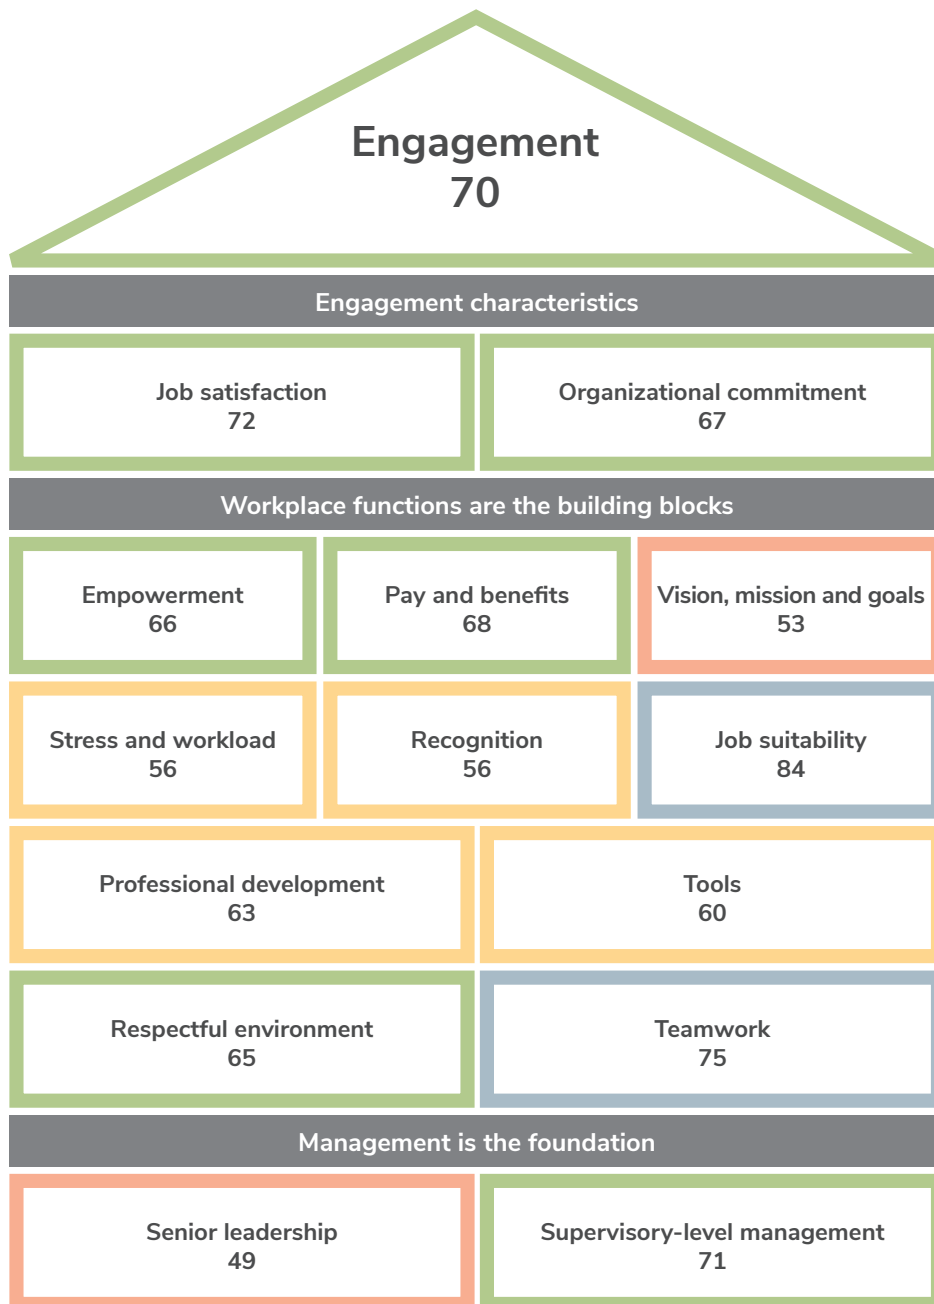 Engagement
70
Engagement characteristics
Job satisfaction
72
Organizational commitment
67
Workplace functions are the building blocks
Empowerment
66
Pay and benefits
68
Vision, mission and goals
53
Stress and workload
56
Recognition
56
Job suitability
84
Professional development
63
Tools
60
Respectful environment
65
Teamwork
75
Management is the foundation
Senior leadership
49
Supervisory-level management
71